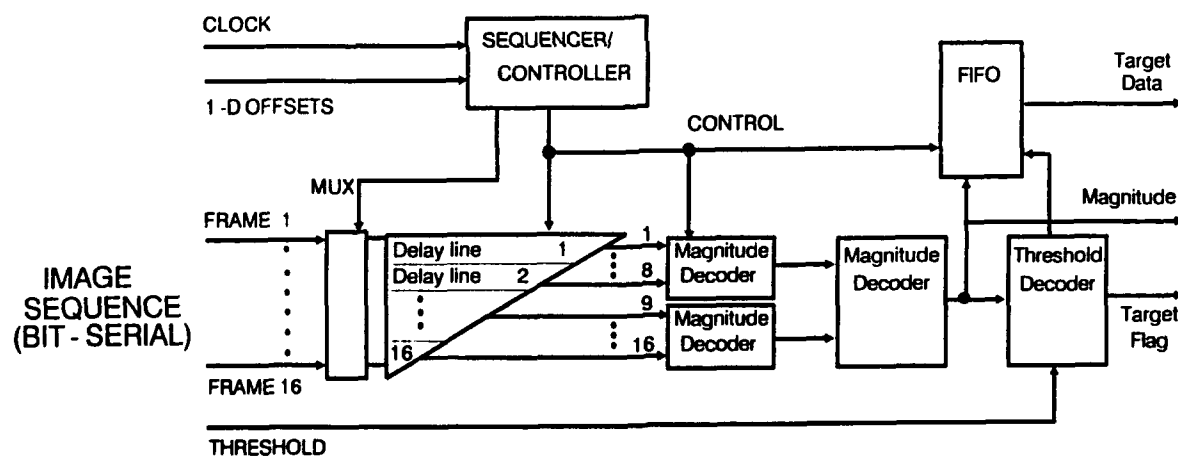 CLOCK
SEQUENCER/
CONTROLLER
1 -D OFFSETS
FIFO
Target
Data
CONTROL
MUX
Magnitude
FRAME 1
IMAGE
SEQUENCE
(BIT - SERIAL)
FRAME 16
Delay line 1
Delay line 2
16
1
8
9
16
Magnitude
Decoder
Magnitude
Decoder
Magnitude
Decoder
Threshold
Decoder
Target
Flag
THRESHOLD